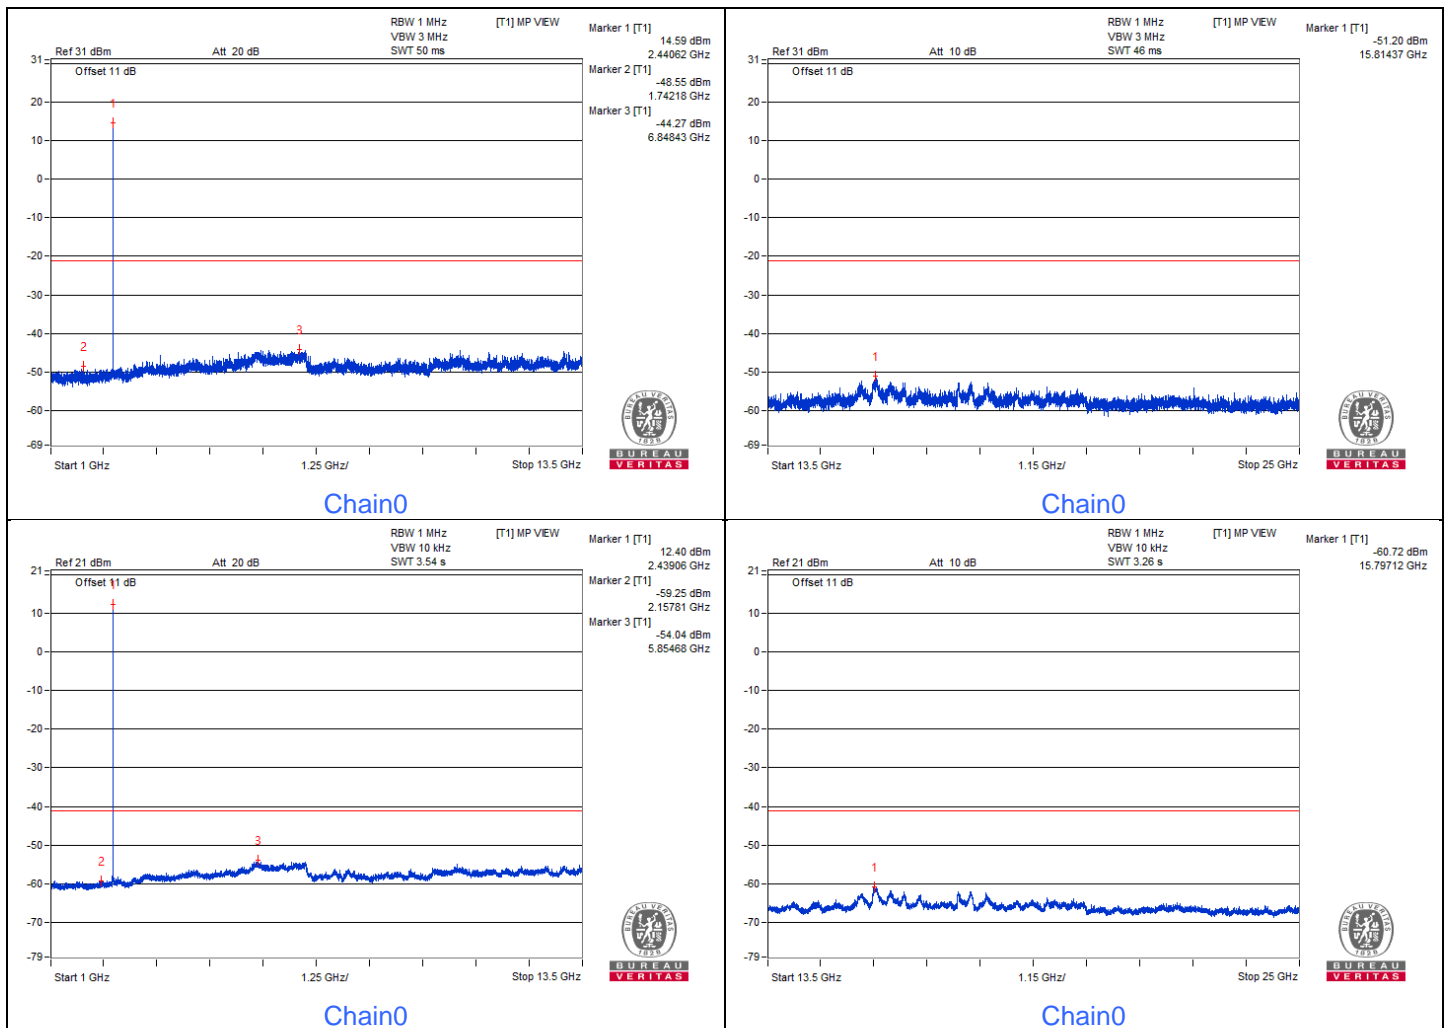 RBW 1 MHz [T1] MP VIEW
VBW 3 MHz
Ref 31 dBm Att 20 dB SWT 50 ms
Marker 1 [T1]
14.59 dBm
2.44062 GHz
Marker 2 [T1]
-48.55 dBm
1.74218 GHz
Marker 3 [T1]
-44.27 dBm
6.84843 GHz
Offset 11 dB
31
20
10
0
-10
-20
-30
-40
-50
-60
-69
1
2
3
Start 1 GHz 1.25 GHz/ Stop 13.5 GHz
BUREAU VERITAS
1828
BUREAU
VERITAS
Chain0
RBW 1 MHz [T1] MP VIEW
VBW 3 MHz
Ref 31 dBm Att 10 dB SWT 46 ms
Marker 1 [T1]
-51.20 dBm
15.81437 GHz
Offset 11 dB
31
20
10
0
-10
-20
-30
-40
-50
-60
-69
1
Start 13.5 GHz 1.15 GHz/ Stop 25 GHz
BUREAU VERITAS
1828
BUREAU
VERITAS
Chain0
RBW 1 MHz [T1] MP VIEW
VBW 10 kHz
Ref 21 dBm Att 20 dB SWT 3.54 s
Marker 1 [T1]
12.40 dBm
2.43906 GHz
Marker 2 [T1]
-59.25 dBm
2.15781 GHz
Marker 3 [T1]
-54.04 dBm
5.85468 GHz
Offset 11 dB
21
10
0
-10
-20
-30
-40
-50
-60
-70
-79
1
2
3
Start 1 GHz 1.25 GHz/ Stop 13.5 GHz
BUREAU VERITAS
1828
BUREAU
VERITAS
Chain0
RBW 1 MHz [T1] MP VIEW
VBW 10 kHz
Ref 21 dBm Att 10 dB SWT 3.26 s
Marker 1 [T1]
-60.72 dBm
15.79712 GHz
Offset 11 dB
21
10
0
-10
-20
-30
-40
-50
-60
-70
-79
1
Start 13.5 GHz 1.15 GHz/ Stop 25 GHz
BUREAU VERITAS
1828
BUREAU
VERITAS
Chain0